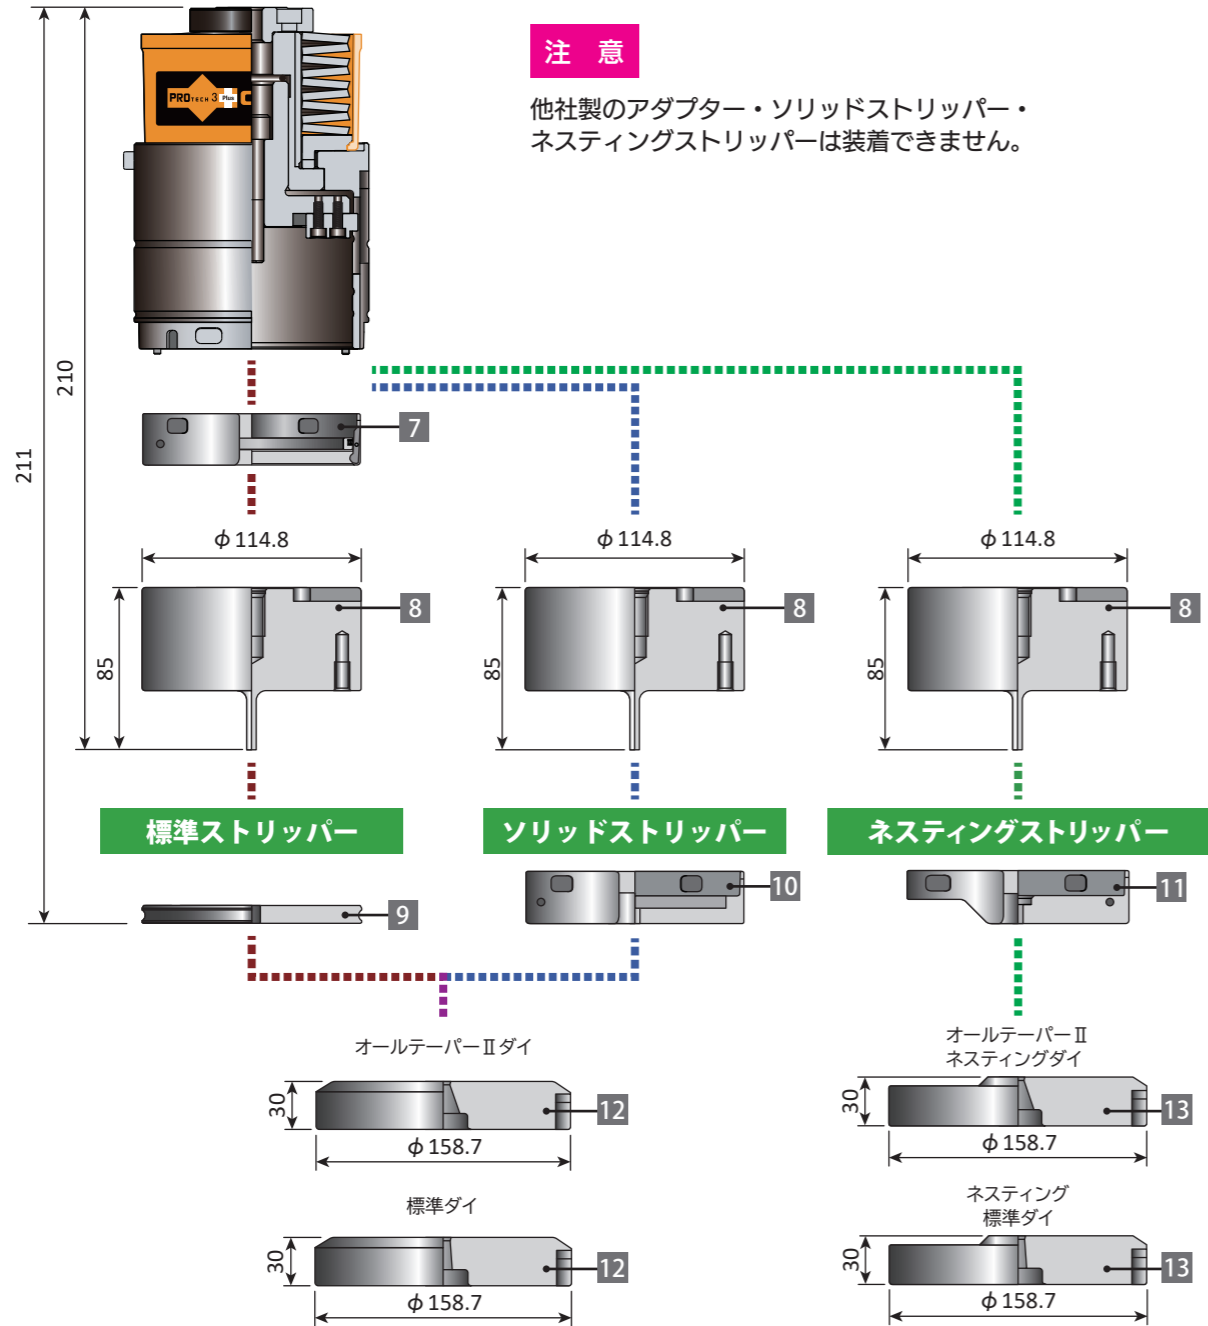 注 意
他社製のアダプター・ソリッドストリッパー・
ネスティングストリッパーは装着できません。
PROTECH 3 Plus C
211
210
7
φ114.8
φ114.8
φ114.8
85
8
85
8
85
8
標準ストリッパー
ソリッドストリッパー
ネスティングストリッパー
9
10
11
オールテーパーⅡダイ
30
12
φ158.7
標準ダイ
30
12
φ158.7
オールテーパーⅡ
ネスティングダイ
30
13
φ158.7
ネスティング
標準ダイ
30
13
φ158.7